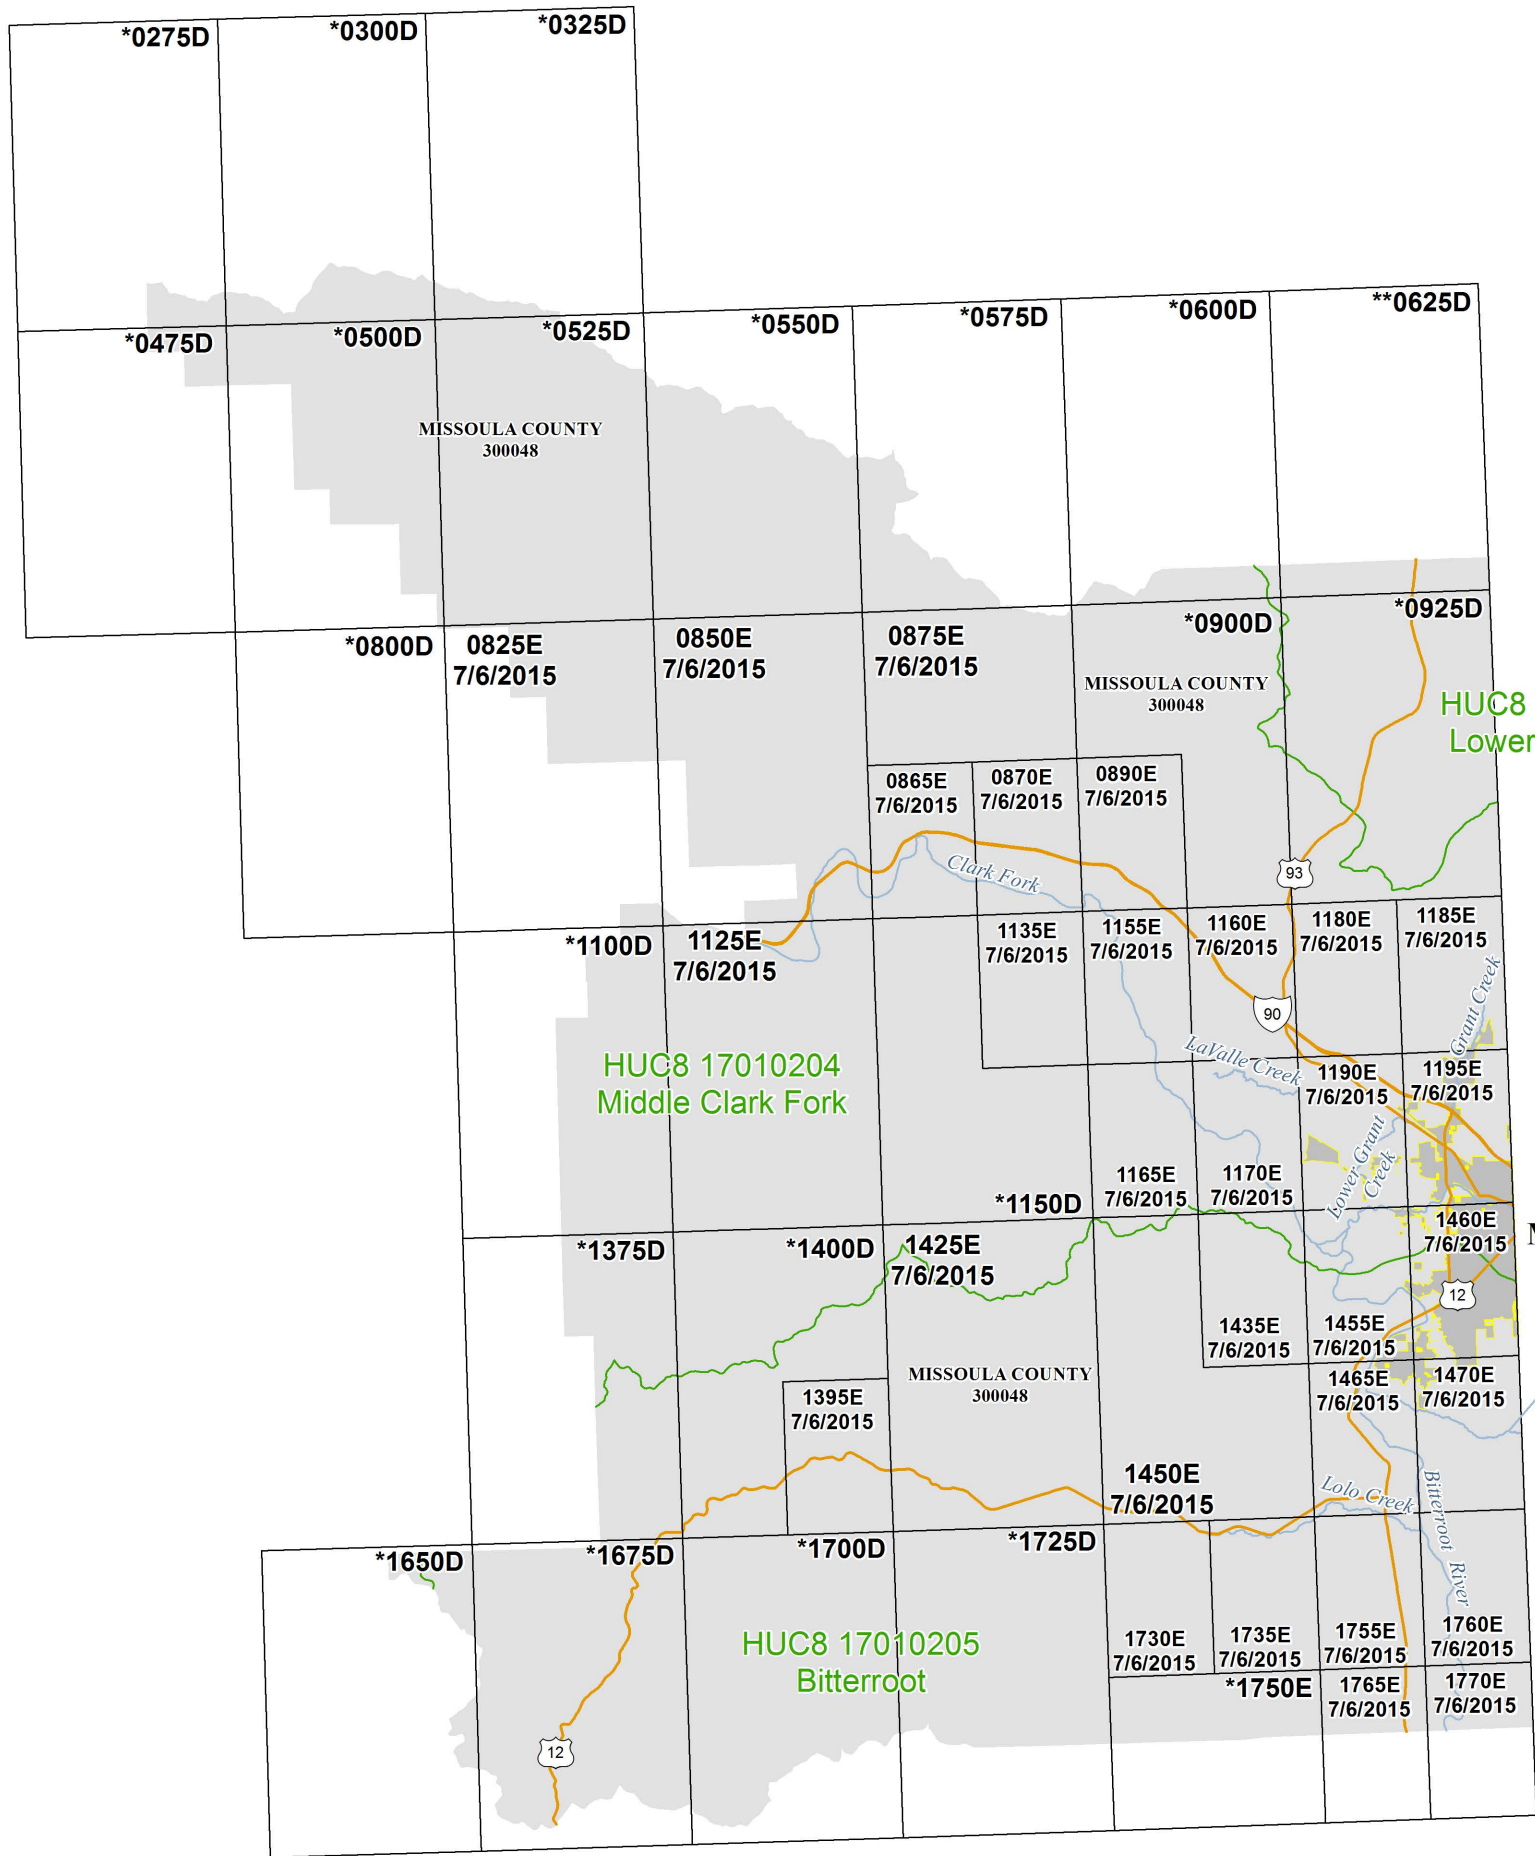 *0275D
*0300D
*0325D
*0475D
*0500D
*0525D
*0550D
*0575D
*0600D
**0625D
MISSOULA COUNTY
300048
*0800D
0825E
7/6/2015
0850E
7/6/2015
0875E
7/6/2015
*0900D
*0925D
MISSOULA COUNTY
300048
HUC8
Lower
0865E
7/6/2015
0870E
7/6/2015
0890E
7/6/2015
Clark Fork
93
*1100D
1125E
7/6/2015
1135E
7/6/2015
1155E
7/6/2015
1160E
7/6/2015
1180E
7/6/2015
1185E
7/6/2015
90
Grant Creek
LaValle Creek
HUC8 17010204
Middle Clark Fork
1190E
7/6/2015
1195E
7/6/2015
Lower Grant
Creek
*1150D
1165E
7/6/2015
1170E
7/6/2015
*1375D
*1400D
1425E
7/6/2015
1460E
7/6/2015
M
12
1435E
7/6/2015
1455E
7/6/2015
MISSOULA COUNTY
300048
1395E
7/6/2015
1465E
7/6/2015
1470E
7/6/2015
1450E
7/6/2015
Lolo Creek
Bitterroot River
*1650D
*1675D
*1700D
*1725D
HUC8 17010205
Bitterroot
1730E
7/6/2015
1735E
7/6/2015
1755E
7/6/2015
1760E
7/6/2015
*1750E
1765E
7/6/2015
1770E
7/6/2015
12